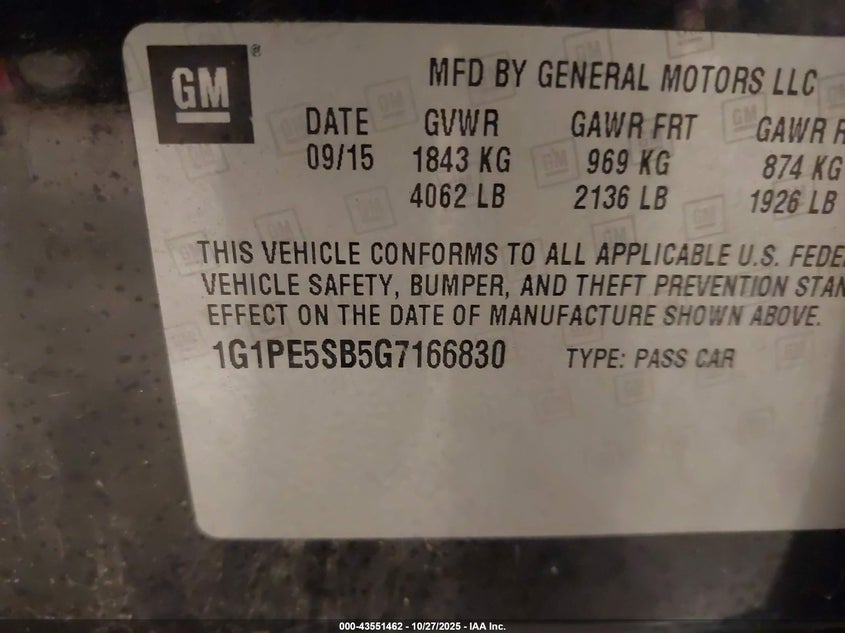 GM ®
MFD BY GENERAL MOTORS LLC
DATE GVWR GAWR FRT GAWR R
09/15 1843 KG 969 KG 874 KG
4062 LB 2136 LB 1926 LB
THIS VEHICLE CONFORMS TO ALL APPLICABLE U.S. FEDE
VEHICLE SAFETY, BUMPER, AND THEFT PREVENTION STAN
EFFECT ON THE DATE OF MANUFACTURE SHOWN ABOVE.
1G1PE5SB5G7166830 TYPE: PASS CAR
000-43551462 - 10/27/2025 - IAA Inc.